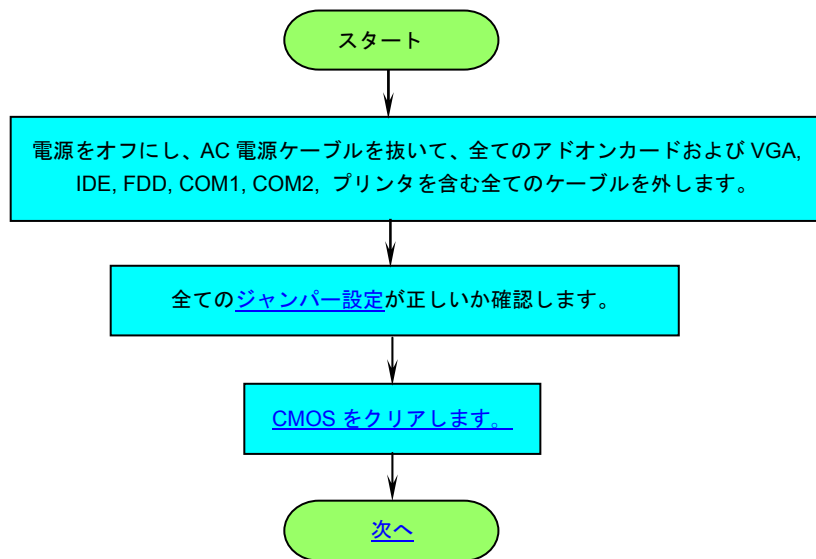 スタート
電源をオフにし、AC 電源ケーブルを抜いて、全てのアドオンカードおよび VGA,
IDE, FDD, COM1, COM2, プリンタを含む全てのケーブルを外します。
全てのジャンパー設定が正しいか確認します。
CMOS をクリアします。
次へ